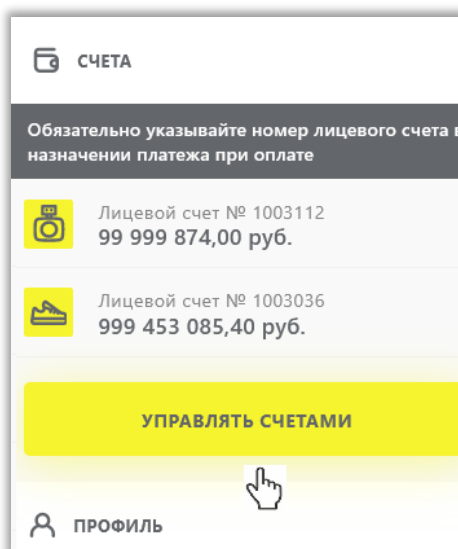 СЧЕТА
Обязательно указывайте номер лицевого счета в
назначении платежа при оплате
Лицевой счет № 1003112
99 999 874,00 руб.
Лицевой счет № 1003036
999 453 085,40 руб.
УПРАВЛЯТЬ СЧЕТАМИ
ПРОФИЛЬ